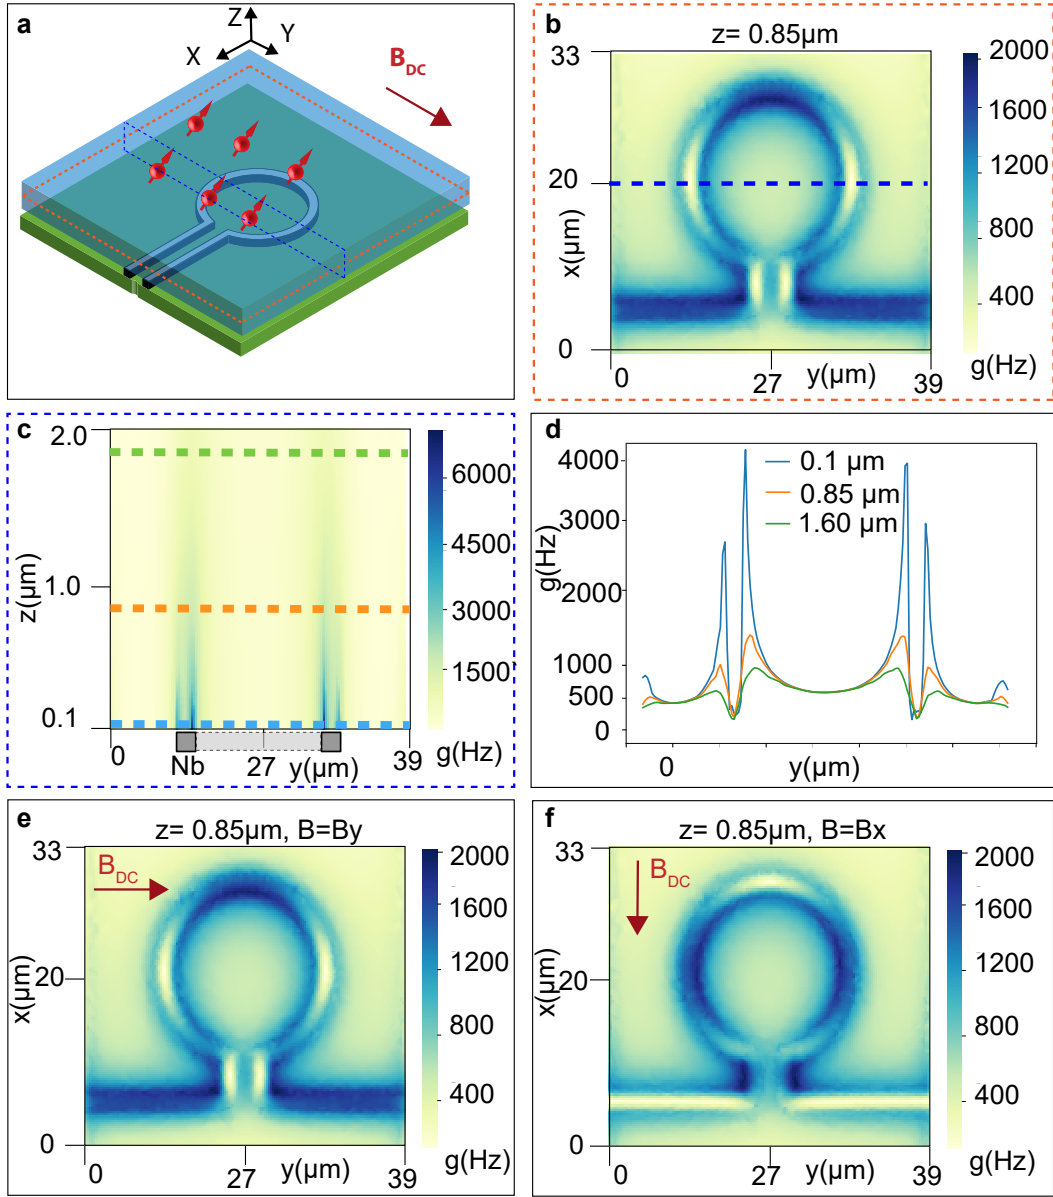 a
Z
X
Y
B_DC
b
z= 0.85μm
33
20
0
x(μm)
0
27
y(μm)
39
2000
1600
1200
800
400
g(Hz)
c
2.0
1.0
0.1
z(μm)
0
Nb
27
y(μm)
39
6000
4500
3000
1500
g(Hz)
d
4000
3000
2000
1000
500
0
g(Hz)
0.1 μm
0.85 μm
1.60 μm
0
y(μm)
e
z= 0.85μm, B=By
B_DC
33
20
0
x(μm)
0
27
y(μm)
39
2000
1600
1200
800
400
g(Hz)
f
z= 0.85μm, B=Bx
B_DC
33
20
0
x(μm)
0
27
y(μm)
39
2000
1600
1200
800
400
g(Hz)